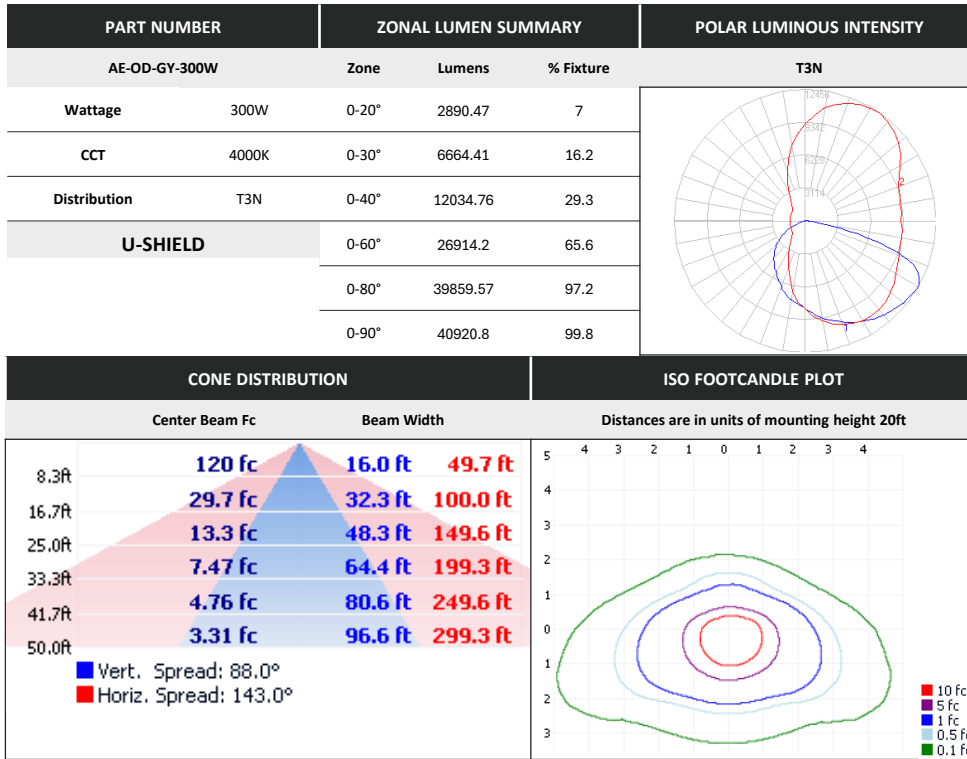 PART NUMBER
AE-OD-GY-300W
Wattage 300W
CCT 4000K
Distribution T3N
U-SHIELD
ZONAL LUMEN SUMMARY
Zone Lumens % Fixture
0-20° 2890.47 7
0-30° 6664.41 16.2
0-40° 12034.76 29.3
0-60° 26914.2 65.6
0-80° 39859.57 97.2
0-90° 40920.8 99.8
POLAR LUMINOUS INTENSITY
T3N
12456
9342
6228
3114
2
1
CONE DISTRIBUTION
Center Beam Fc Beam Width
8.3ft 120 fc 16.0 ft 49.7 ft
16.7ft 29.7 fc 32.3 ft 100.0 ft
25.0ft 13.3 fc 48.3 ft 149.6 ft
33.3ft 7.47 fc 64.4 ft 199.3 ft
41.7ft 4.76 fc 80.6 ft 249.6 ft
50.0ft 3.31 fc 96.6 ft 299.3 ft
Vert. Spread: 88.0°
Horiz. Spread: 143.0°
ISO FOOTCANDLE PLOT
Distances are in units of mounting height 20ft
4 3 2 1 0 1 2 3 4
5
4
3
2
1
0
1
2
3
10 fc
5 fc
1 fc
0.5 fc
0.1 fc